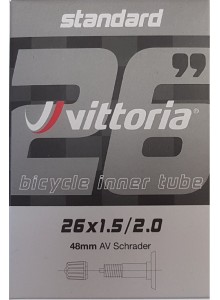 standard
26”
vittoria®
bicycle inner tube
26x1.5/2.0
48mm AV Schrader